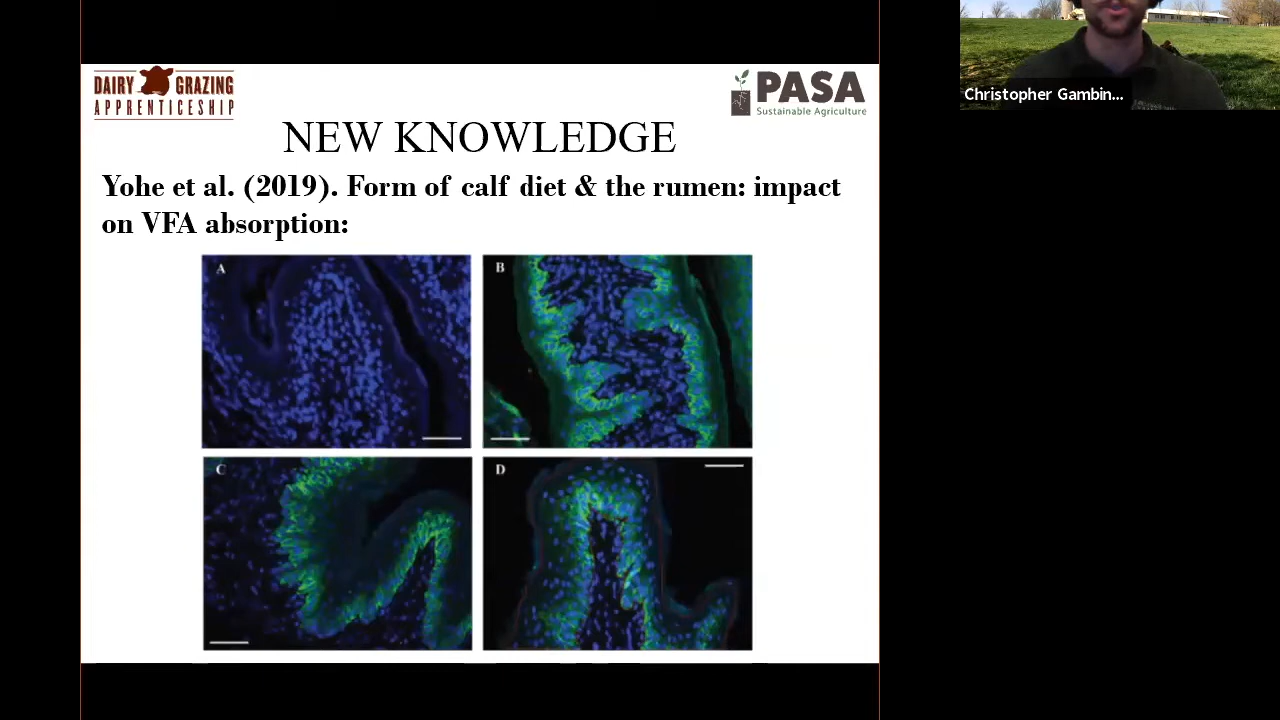 DAIRY GRAZING
APPRENTICESHIP
PASA
Sustainable Agriculture
Christopher Gambin...
NEW KNOWLEDGE
Yohe et al. (2019). Form of calf diet & the rumen: impact
on VFA absorption:
A
B
C
D